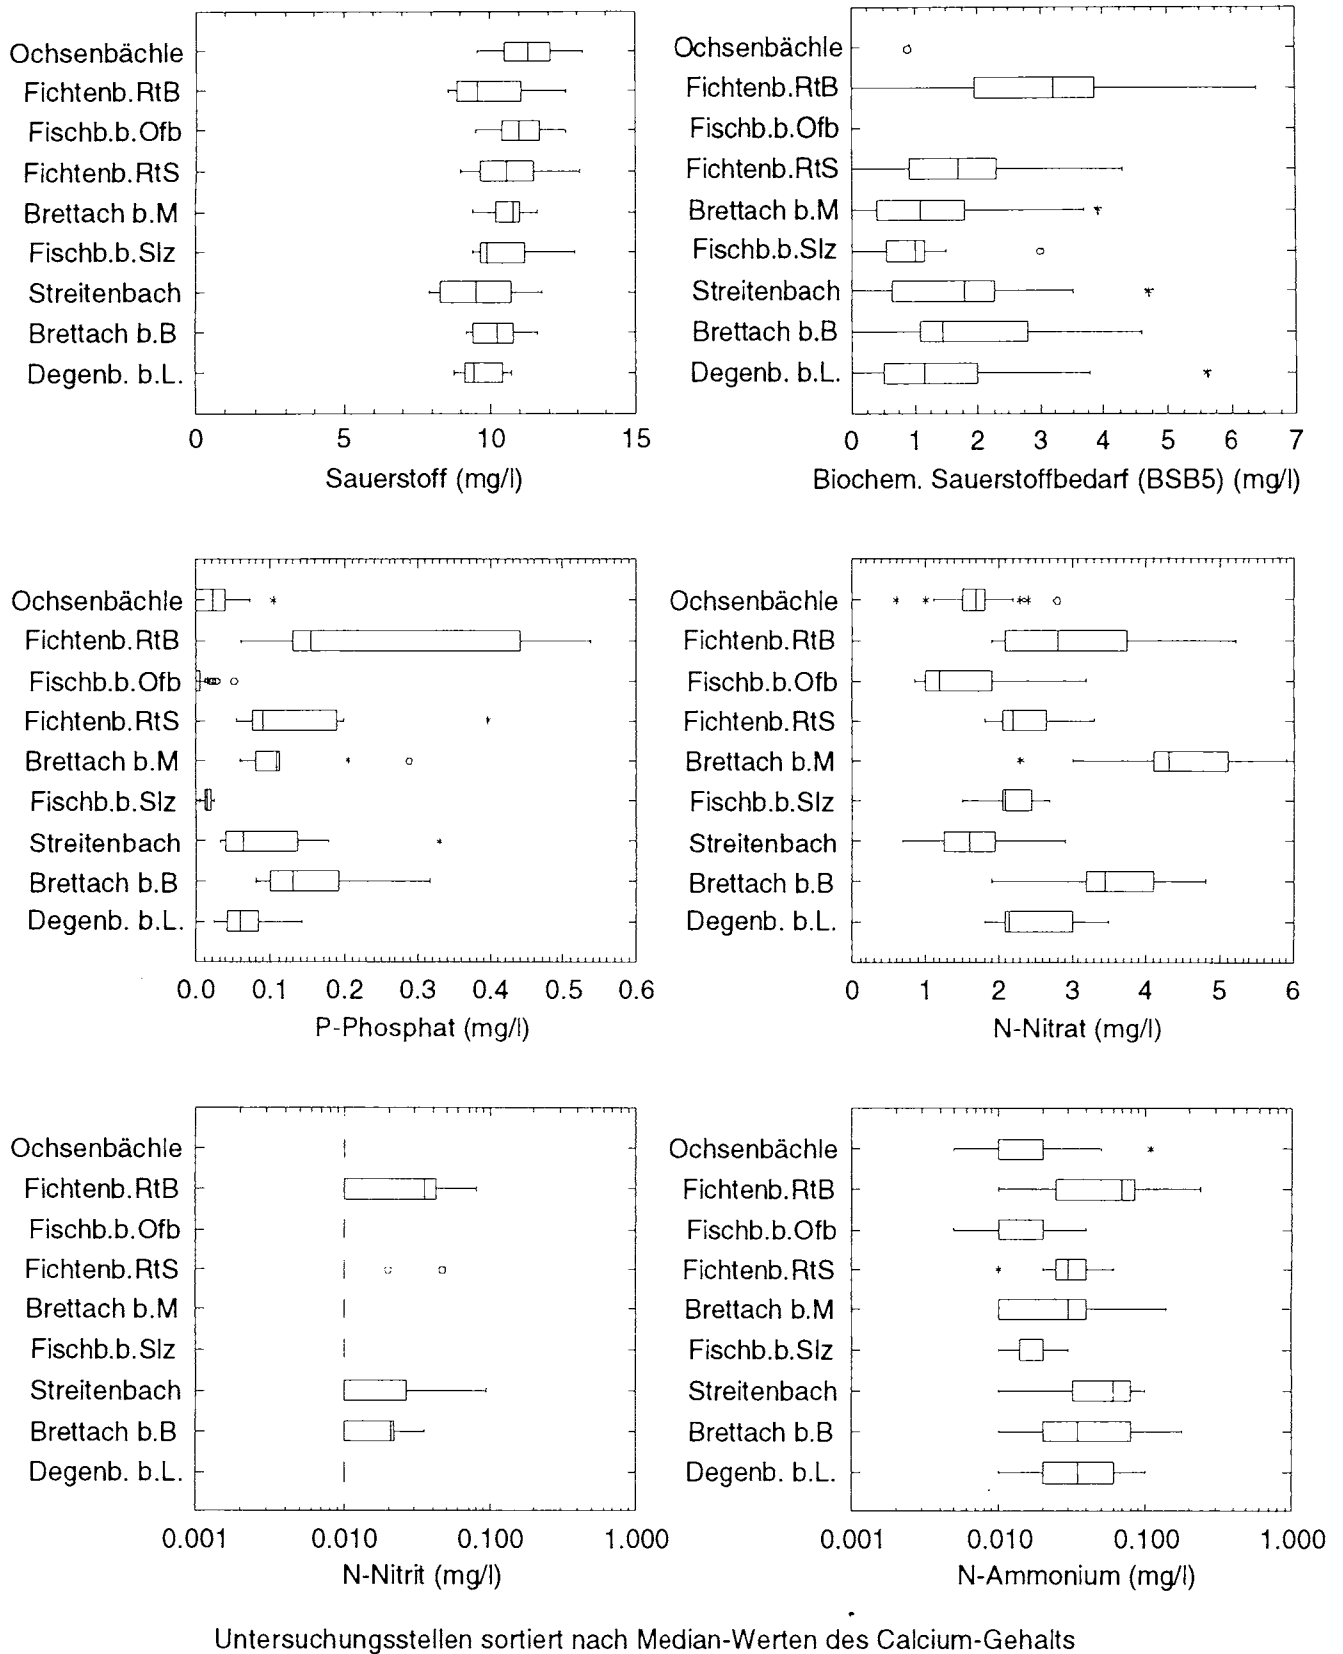 Ochsenbächle
Fichtenb.RtB
Fischb.b.Ofb
Fichtenb.RtS
Brettach b.M
Fischb.b.Slz
Streitenbach
Brettach b.B
Degenb. b.L.
0 5 10 15
Sauerstoff (mg/l)
Ochsenbächle
Fichtenb.RtB
Fischb.b.Ofb
Fichtenb.RtS
Brettach b.M
Fischb.b.Slz
Streitenbach
Brettach b.B
Degenb. b.L.
0 1 2 3 4 5 6 7
Biochem. Sauerstoffbedarf (BSB5) (mg/l)
Ochsenbächle
Fichtenb.RtB
Fischb.b.Ofb
Fichtenb.RtS
Brettach b.M
Fischb.b.Slz
Streitenbach
Brettach b.B
Degenb. b.L.
0.0 0.1 0.2 0.3 0.4 0.5 0.6
P-Phosphat (mg/l)
Ochsenbächle
Fichtenb.RtB
Fischb.b.Ofb
Fichtenb.RtS
Brettach b.M
Fischb.b.Slz
Streitenbach
Brettach b.B
Degenb. b.L.
0 1 2 3 4 5 6
N-Nitrat (mg/l)
Ochsenbächle
Fichtenb.RtB
Fischb.b.Ofb
Fichtenb.RtS
Brettach b.M
Fischb.b.Slz
Streitenbach
Brettach b.B
Degenb. b.L.
0.001 0.010 0.100 1.000
N-Nitrit (mg/l)
Ochsenbächle
Fichtenb.RtB
Fischb.b.Ofb
Fichtenb.RtS
Brettach b.M
Fischb.b.Slz
Streitenbach
Brettach b.B
Degenb. b.L.
0.001 0.010 0.100 1.000
N-Ammonium (mg/l)
Untersuchungsstellen sortiert nach Median-Werten des Calcium-Gehalts